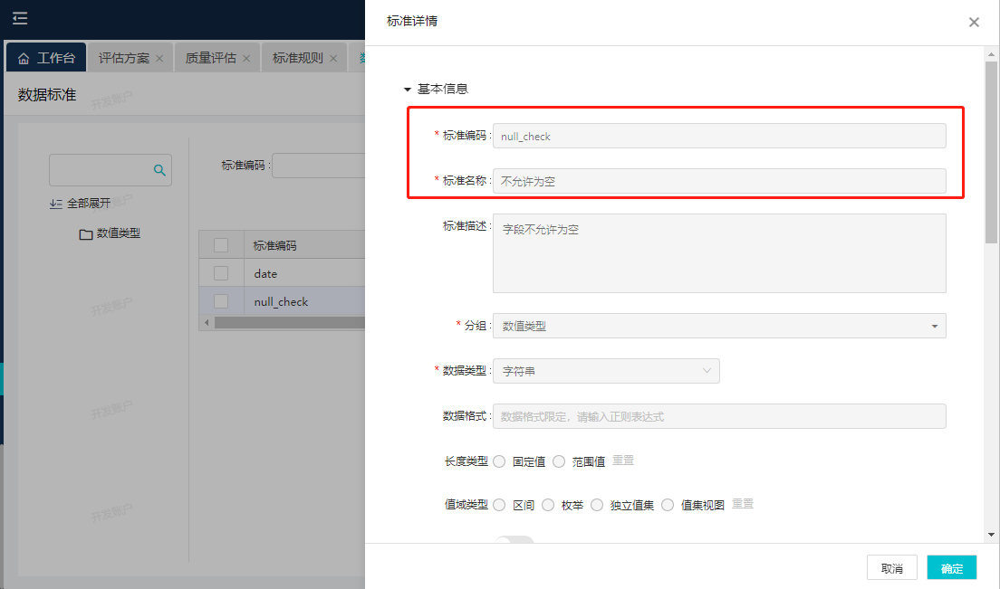 标准详情
工作台
评估方案
质量评估
标准规则
数据标准
开发账户
标准编码 :
全部展开
开发账户
数值类型
标准编码
date
null_check
开发账户
开发账户
开发账户
基本信息
* 标准编码 : null_check
* 标准名称 : 不允许为空
标准描述 : 字段不允许为空
* 分组 : 数值类型
* 数据类型 : 字符串
数据格式 : 数据格式限定，请输入正则表达式
长度类型 固定值 范围值 重置
值域类型 区间 枚举 独立值集 值集视图 重置
取消 确定